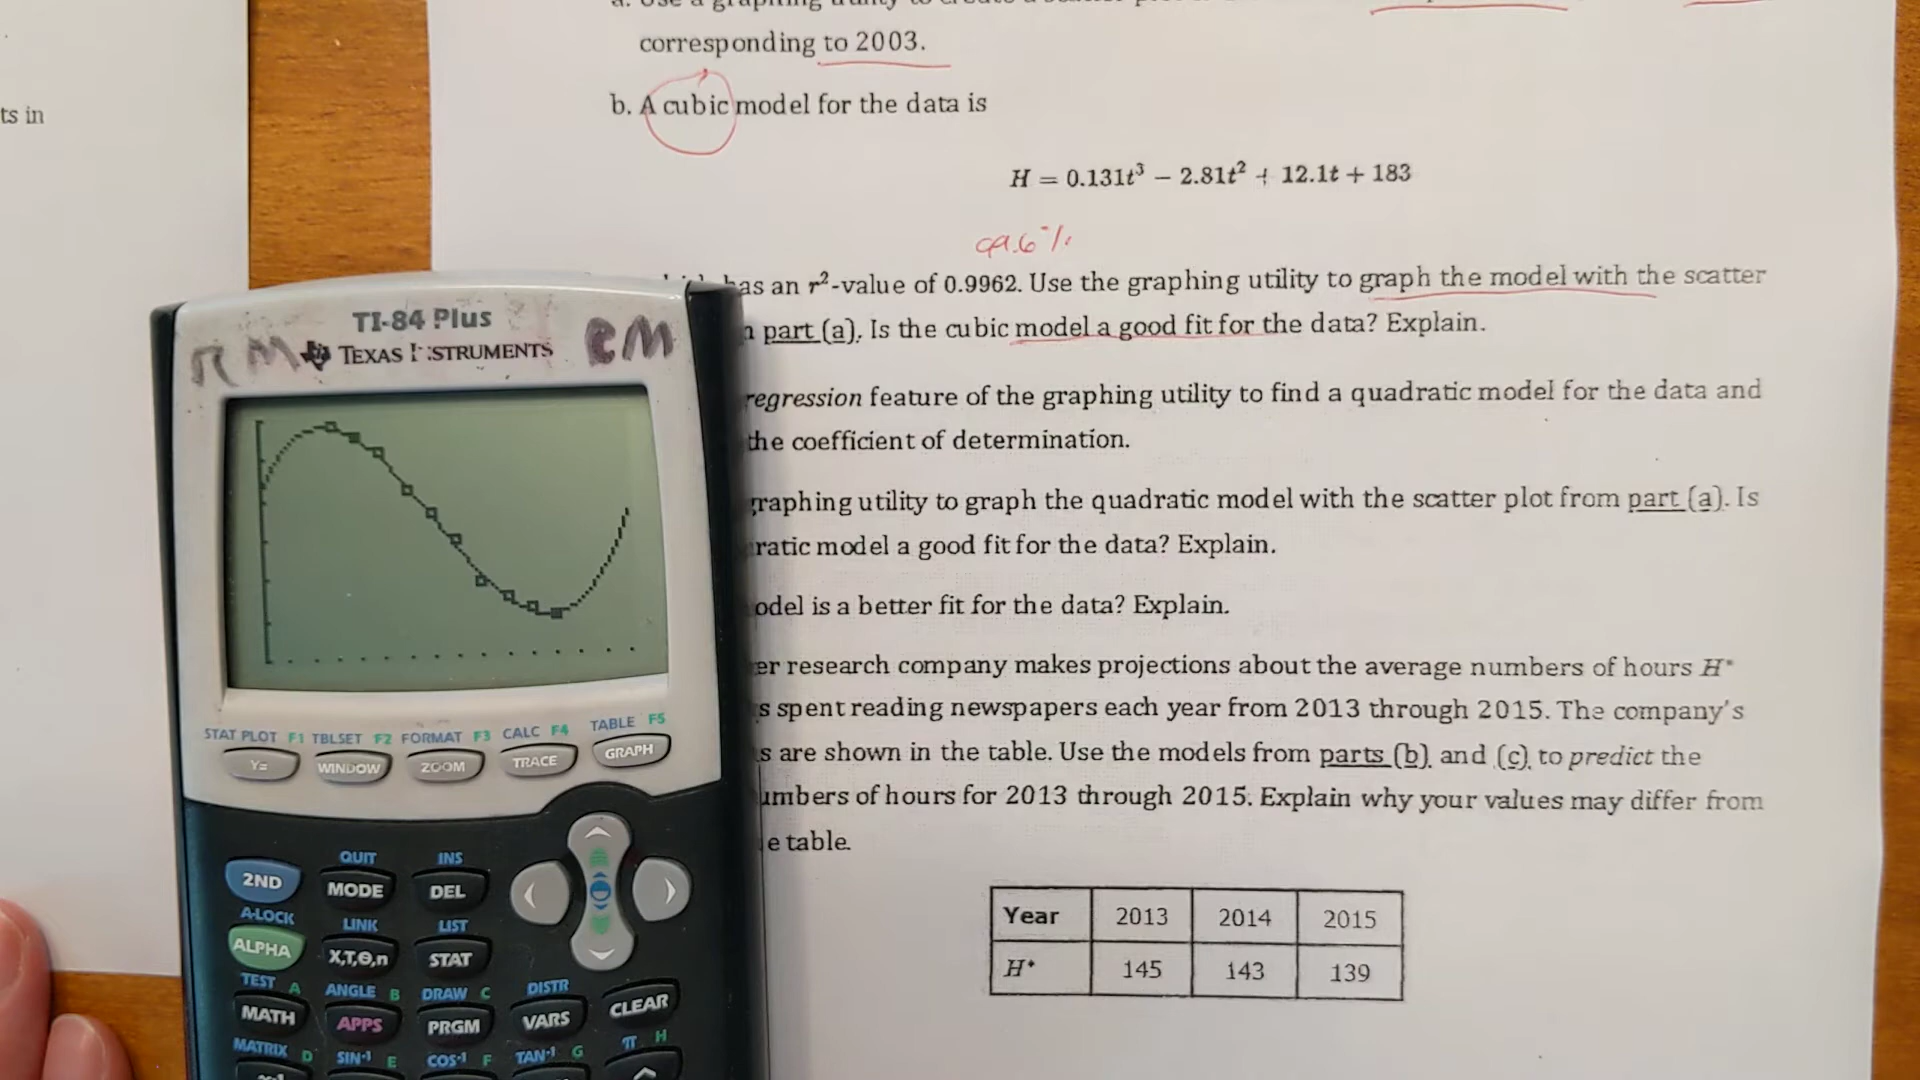 corresponding to 2003.
ts in
b. A cubic model for the data is
H = 0.131t³ − 2.81t² + 12.1t + 183
99.6%
has an r²-value of 0.9962. Use the graphing utility to graph the model with the scatter
part (a). Is the cubic model a good fit for the data? Explain.
regression feature of the graphing utility to find a quadratic model for the data and
the coefficient of determination.
graphing utility to graph the quadratic model with the scatter plot from part (a). Is
ratic model a good fit for the data? Explain.
odel is a better fit for the data? Explain.
er research company makes projections about the average numbers of hours H*
s spent reading newspapers each year from 2013 through 2015. The company's
s are shown in the table. Use the models from parts (b) and (c) to predict the
umbers of hours for 2013 through 2015. Explain why your values may differ from
e table.
Year 2013 2014 2015
H* 145 143 139
TI-84 Plus
TEXAS INSTRUMENTS
RM CM
STAT PLOT F1 TBLSET F2 FORMAT F3 CALC F4 TABLE F5
Y= WINDOW ZOOM TRACE GRAPH
QUIT INS
2ND MODE DEL
A-LOCK LINK LIST
ALPHA X,T,θ,n STAT
TEST A ANGLE B DRAW C DISTR
MATH APPS PRGM VARS CLEAR
MATRIX D SIN⁻¹ E COS⁻¹ F TAN⁻¹ G π H